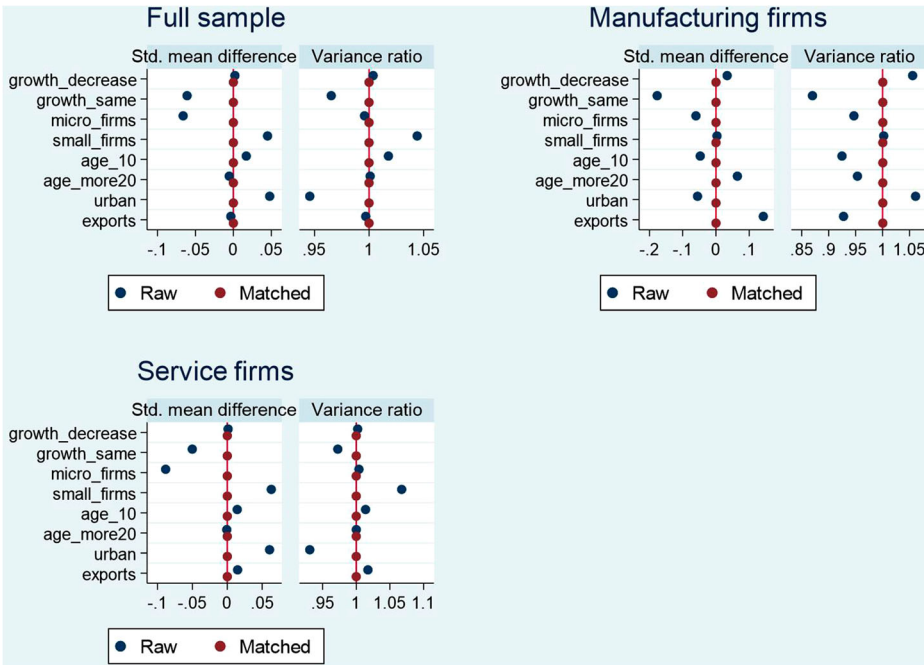 Full sample
Std. mean difference Variance ratio
growth_decrease
growth_same
micro_firms
small_firms
age_10
age_more20
urban
exports
-.1 -.05 0 .05 .95 1 1.05
Raw Matched
Manufacturing firms
Std. mean difference Variance ratio
growth_decrease
growth_same
micro_firms
small_firms
age_10
age_more20
urban
exports
-.2 -.1 0 .1 .85 .9 .95 1 1.05
Raw Matched
Service firms
Std. mean difference Variance ratio
growth_decrease
growth_same
micro_firms
small_firms
age_10
age_more20
urban
exports
-.1 -.05 0 .05 .95 1 1.05 1.1
Raw Matched